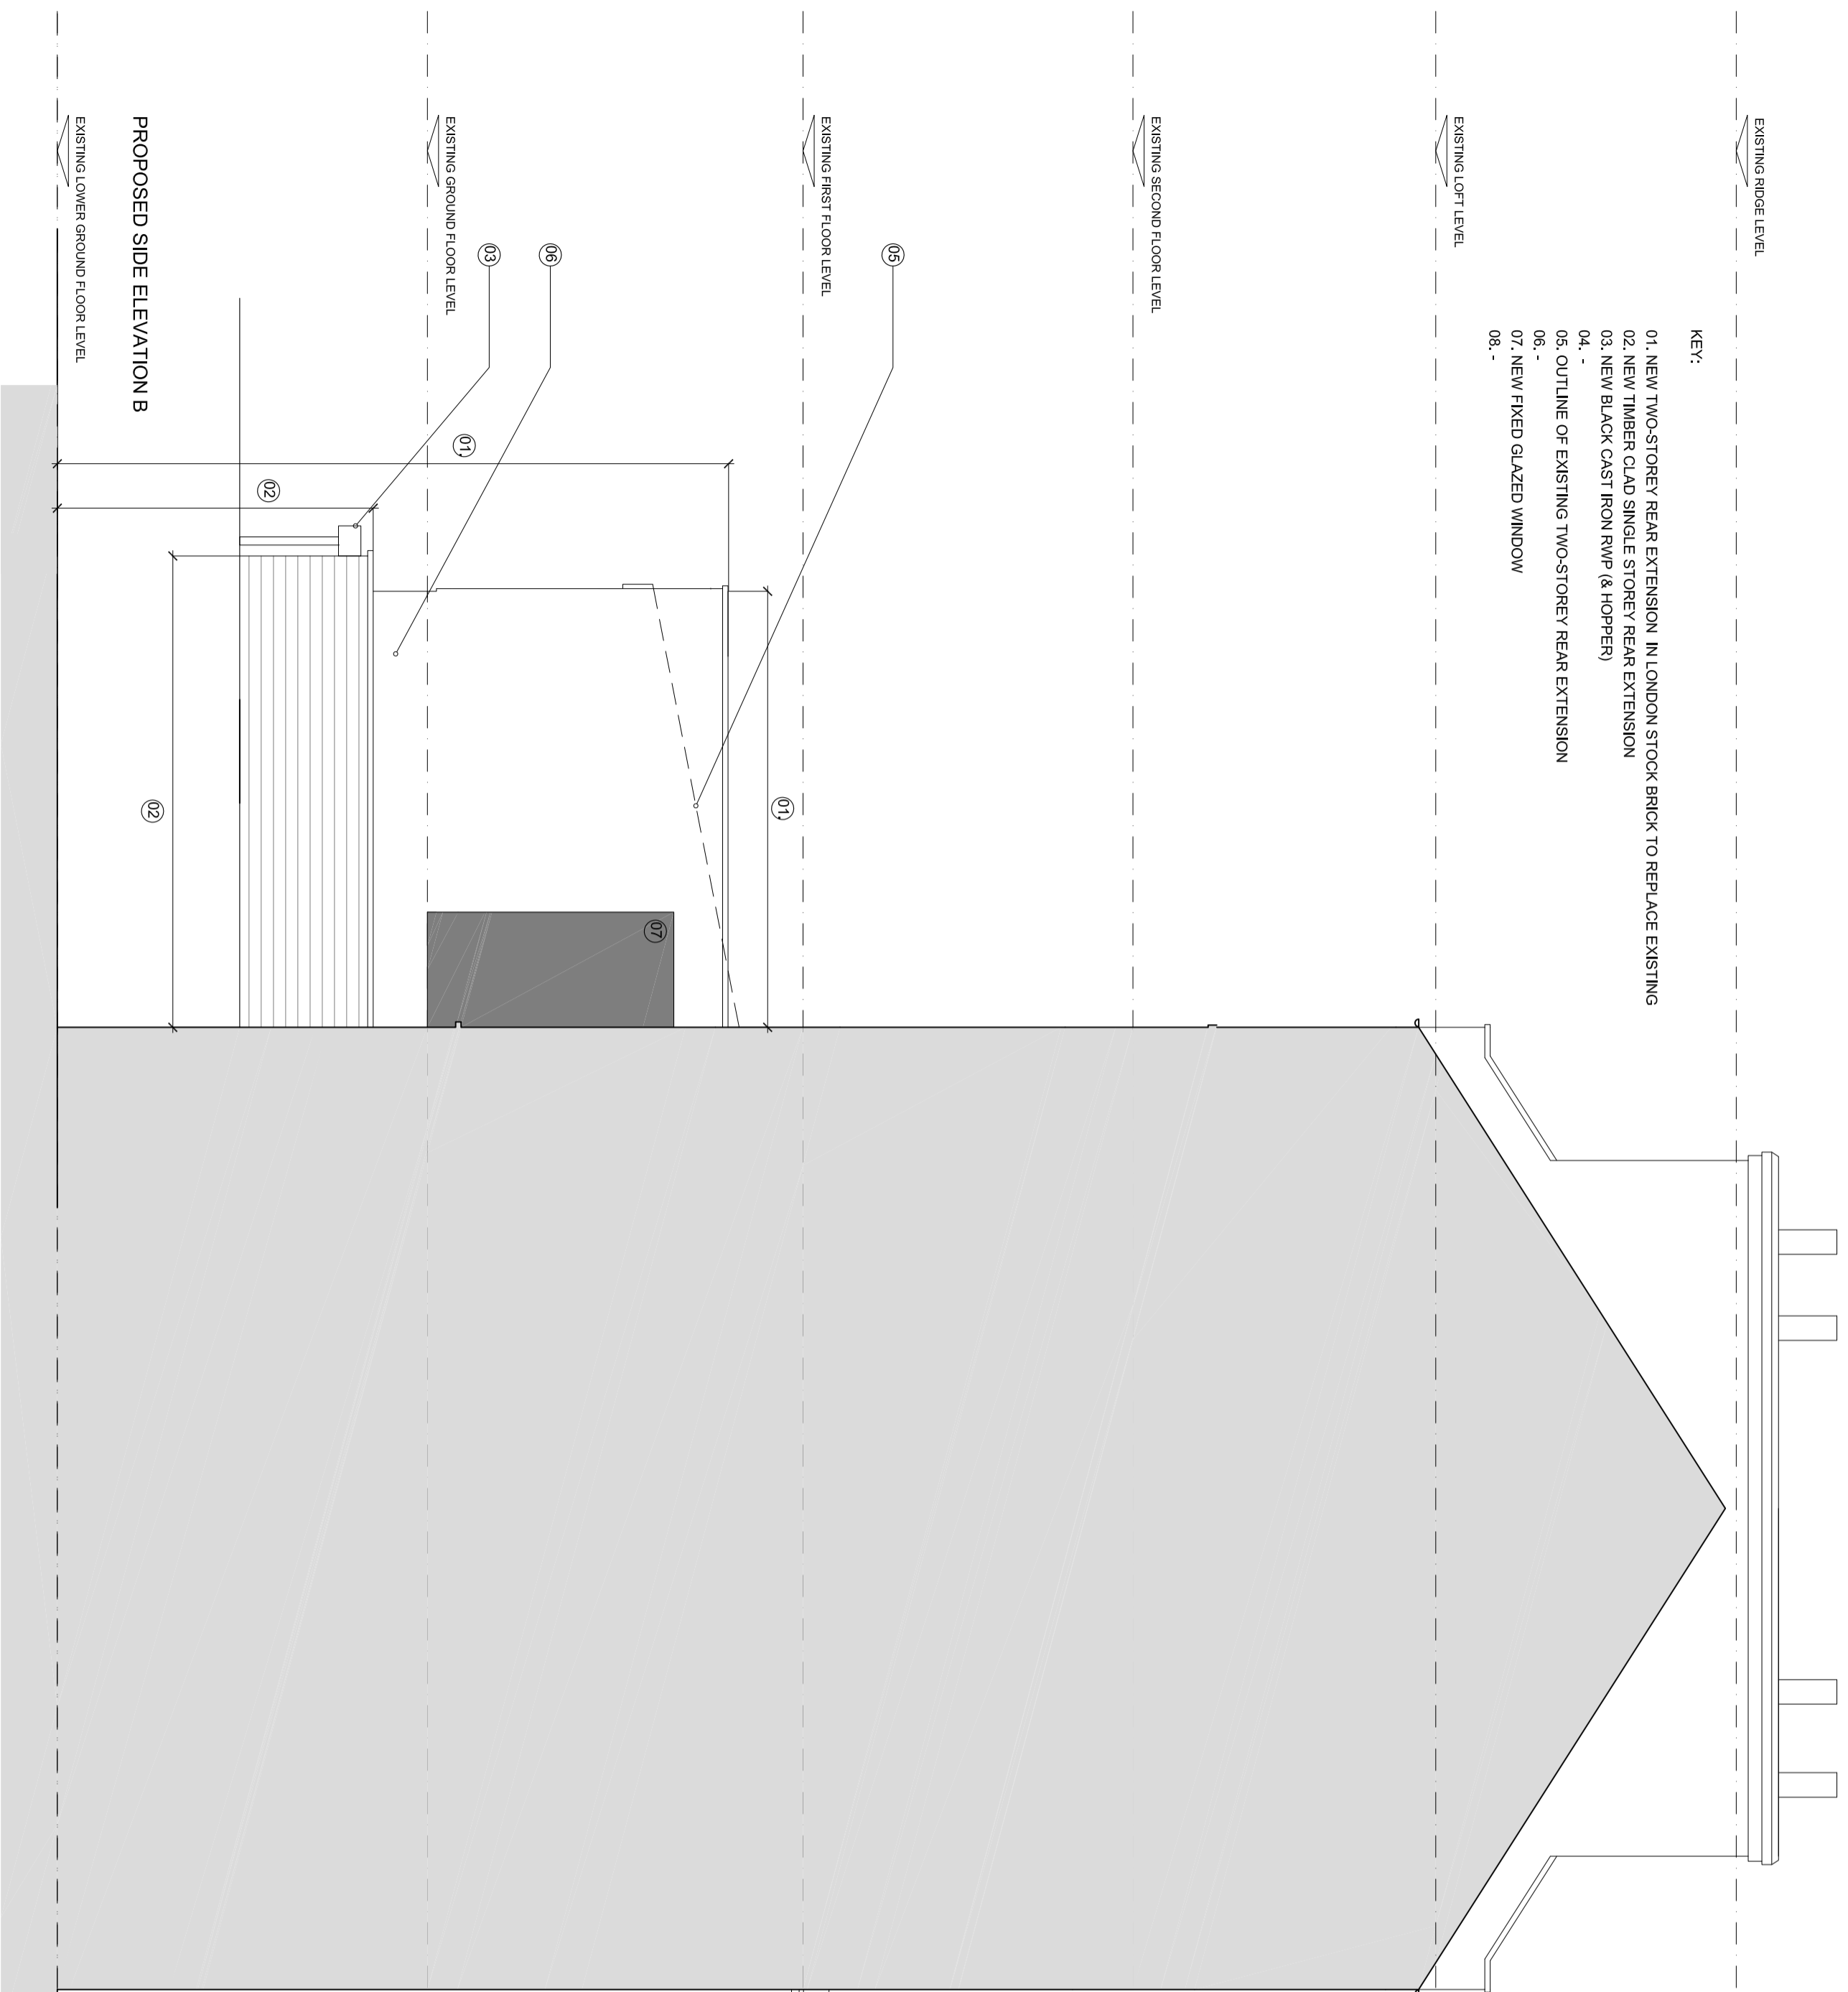 KEY:
01. NEW TWO-STOREY REAR EXTENSION IN LONDON STOCK BRICK TO REPLACE EXISTING
02. NEW TIMBER CLAD SINGLE STOREY REAR EXTENSION
03. NEW BLACK CAST IRON RWP (& HOPPER)
04. -
05. OUTLINE OF EXISTING TWO-STOREY REAR EXTENSION
06. -
07. NEW FIXED GLAZED WINDOW
08. -
EXISTING RIDGE LEVEL
EXISTING LOFT LEVEL
EXISTING SECOND FLOOR LEVEL
05
EXISTING FIRST FLOOR LEVEL
01.
07
06
03
01.
EXISTING GROUND FLOOR LEVEL
02
02
PROPOSED SIDE ELEVATION B
EXISTING LOWER GROUND FLOOR LEVEL